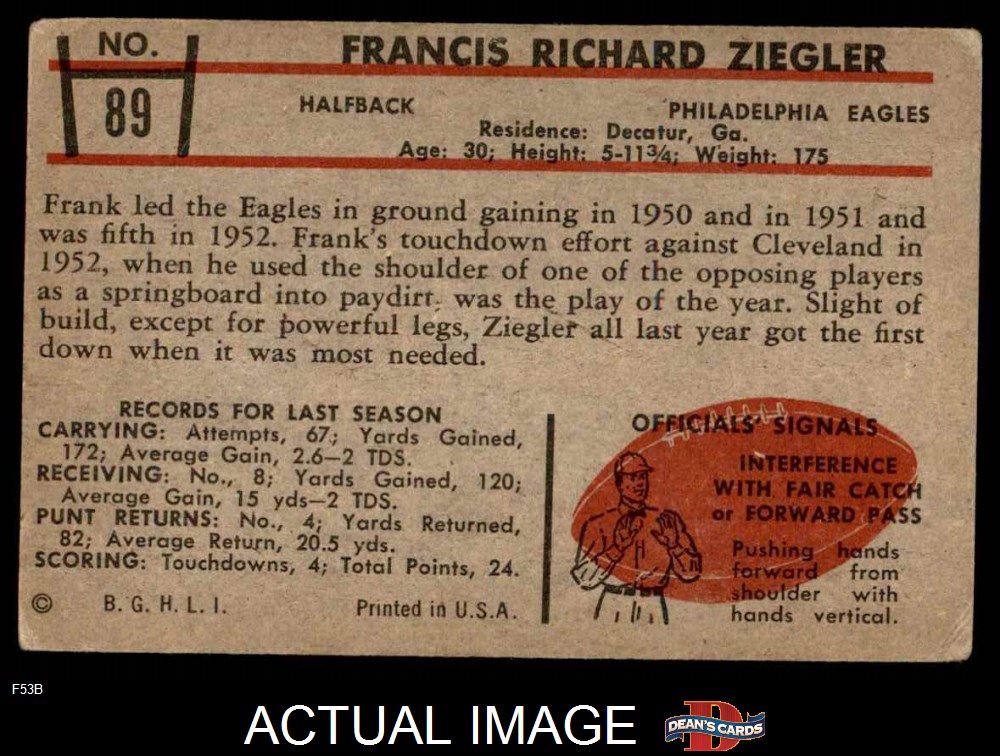 NO.
89
FRANCIS RICHARD ZIEGLER
HALFBACK PHILADELPHIA EAGLES
Residence: Decatur, Ga.
Age: 30; Height: 5-11¾; Weight: 175
Frank led the Eagles in ground gaining in 1950 and in 1951 and
was fifth in 1952. Frank's touchdown effort against Cleveland in
1952, when he used the shoulder of one of the opposing players
as a springboard into paydirt. was the play of the year. Slight of
build, except for powerful legs, Ziegler all last year got the first
down when it was most needed.
RECORDS FOR LAST SEASON
CARRYING: Attempts, 67; Yards Gained,
172; Average Gain, 2.6—2 TDS.
RECEIVING: No., 8; Yards Gained, 120;
Average Gain, 15 yds—2 TDS.
PUNT RETURNS: No., 4; Yards Returned,
82; Average Return, 20.5 yds.
SCORING: Touchdowns, 4; Total Points, 24.
© B. G. H. L. I. Printed in U.S.A.
OFFICIALS' SIGNALS
INTERFERENCE
WITH FAIR CATCH
or FORWARD PASS
Pushing hands
forward from
shoulder with
hands vertical.
F53B
ACTUAL IMAGE
DEAN'S CARDS